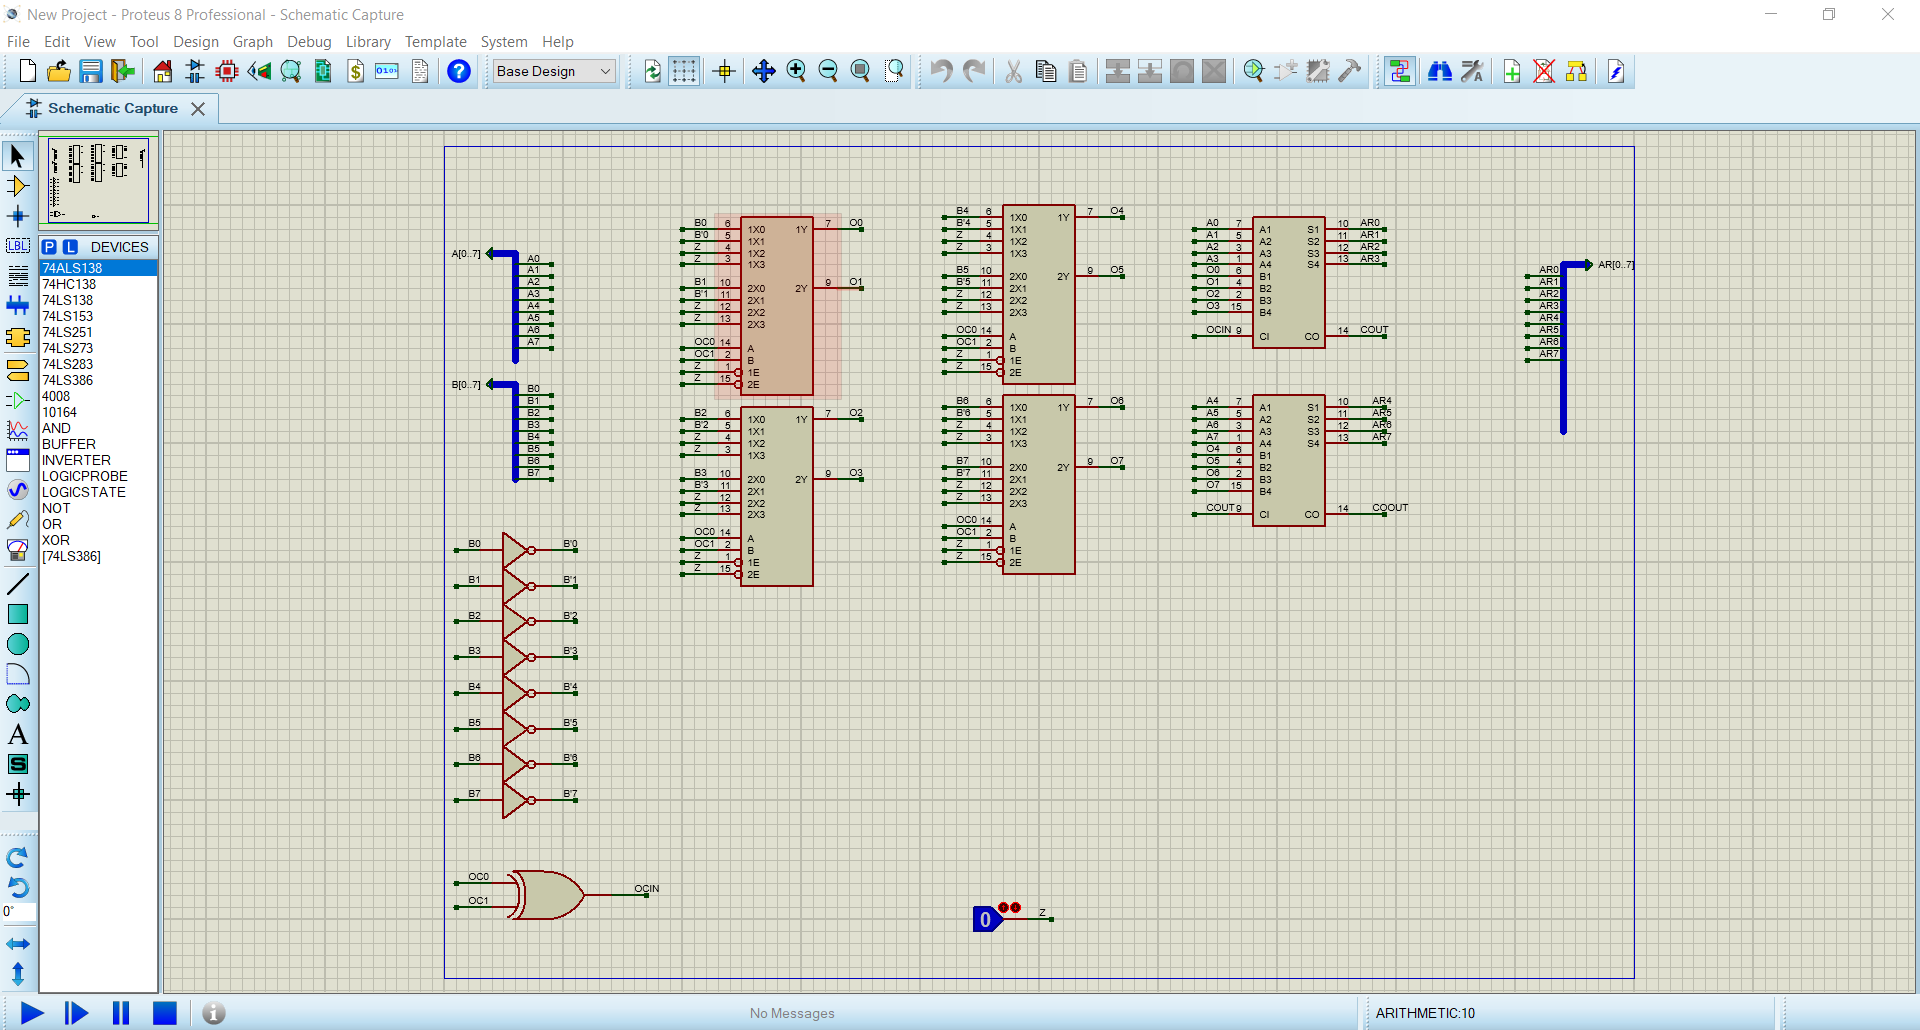 New Project - Proteus 8 Professional - Schematic Capture
File Edit View Tool Design Graph Debug Library Template System Help
Base Design
Schematic Capture
P L DEVICES
74ALS138
74HC138
74LS138
74LS153
74LS251
74LS273
74LS283
74LS386
4008
10164
AND
BUFFER
INVERTER
LOGICPROBE
LOGICSTATE
NOT
OR
XOR
[74LS386]
LBL
A
S
0°
A[0..7]
A0
A1
A2
A3
A4
A5
A6
A7
B[0..7]
B0
B1
B2
B3
B4
B5
B6
B7
B0 B'0
B1 B'1
B2 B'2
B3 B'3
B4 B'4
B5 B'5
B6 B'6
B7 B'7
OC0
OC1
OCIN
B0 6 1X0 1Y 7 O0
B'0 5 1X1
Z 4 1X2
Z 3 1X3
B1 10 2X0 2Y 9 O1
B'1 11 2X1
Z 12 2X2
Z 13 2X3
OC0 14 A
OC1 2 B
Z 1 1E
Z 15 2E
B2 6 1X0 1Y 7 O2
B'2 5 1X1
Z 4 1X2
Z 3 1X3
B3 10 2X0 2Y 9 O3
B'3 11 2X1
Z 12 2X2
Z 13 2X3
OC0 14 A
OC1 2 B
Z 1 1E
Z 15 2E
B4 6 1X0 1Y 7 O4
B'4 5 1X1
Z 4 1X2
Z 3 1X3
B5 10 2X0 2Y 9 O5
B'5 11 2X1
Z 12 2X2
Z 13 2X3
OC0 14 A
OC1 2 B
Z 1 1E
Z 15 2E
B6 6 1X0 1Y 7 O6
B'6 5 1X1
Z 4 1X2
Z 3 1X3
B7 10 2X0 2Y 9 O7
B'7 11 2X1
Z 12 2X2
Z 13 2X3
OC0 14 A
OC1 2 B
Z 1 1E
Z 15 2E
0 Z
A0 7 A1 S1 10 AR0
A1 5 A2 S2 11 AR1
A2 3 A3 S3 12 AR2
A3 1 A4 S4 13 AR3
O0 6 B1
O1 4 B2
O2 2 B3
O3 15 B4
OCIN 9 CI CO 14 COUT
A4 7 A1 S1 10 AR4
A5 5 A2 S2 11 AR5
A6 3 A3 S3 12 AR6
A7 1 A4 S4 13 AR7
O4 6 B1
O5 4 B2
O6 2 B3
O7 15 B4
COUT 9 CI CO 14 COOUT
AR[0..7]
AR0
AR1
AR2
AR3
AR4
AR5
AR6
AR7
No Messages
ARITHMETIC:10